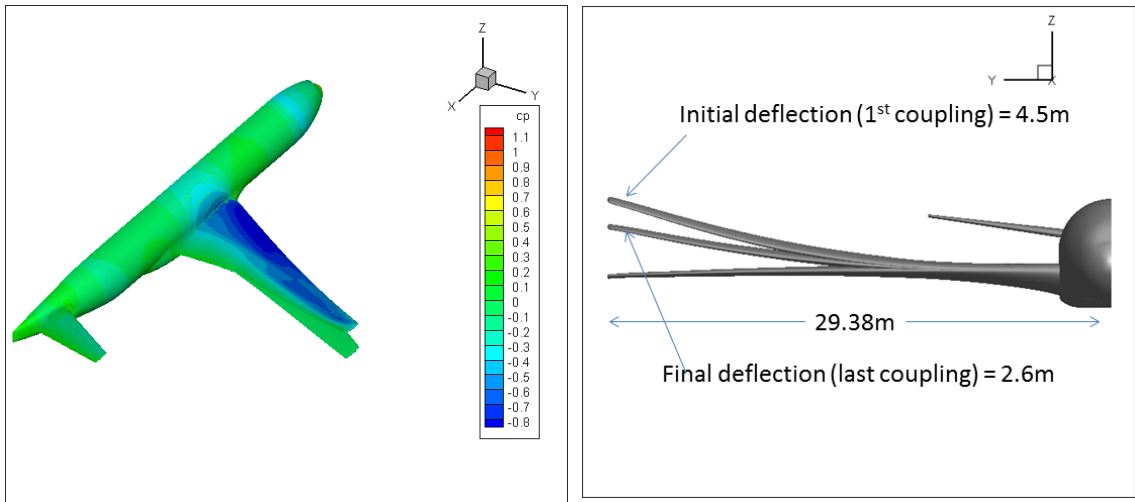 Z
X
Y
cp
1.1
1
0.9
0.8
0.7
0.6
0.5
0.4
0.3
0.2
0.1
0
-0.1
-0.2
-0.3
-0.4
-0.5
-0.6
-0.7
-0.8
Z
Y
X
Initial deflection (1st coupling) = 4.5m
29.38m
Final deflection (last coupling) = 2.6m